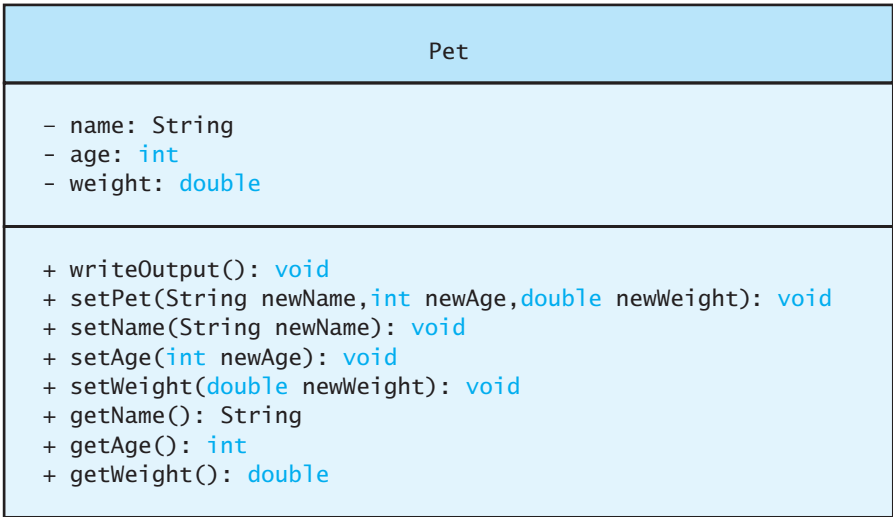 Pet
– name: String
– age: int
– weight: double
+ writeOutput(): void
+ setPet(String newName,int newAge,double newWeight): void
+ setName(String newName): void
+ setAge(int newAge): void
+ setWeight(double newWeight): void
+ getName(): String
+ getAge(): int
+ getWeight(): double